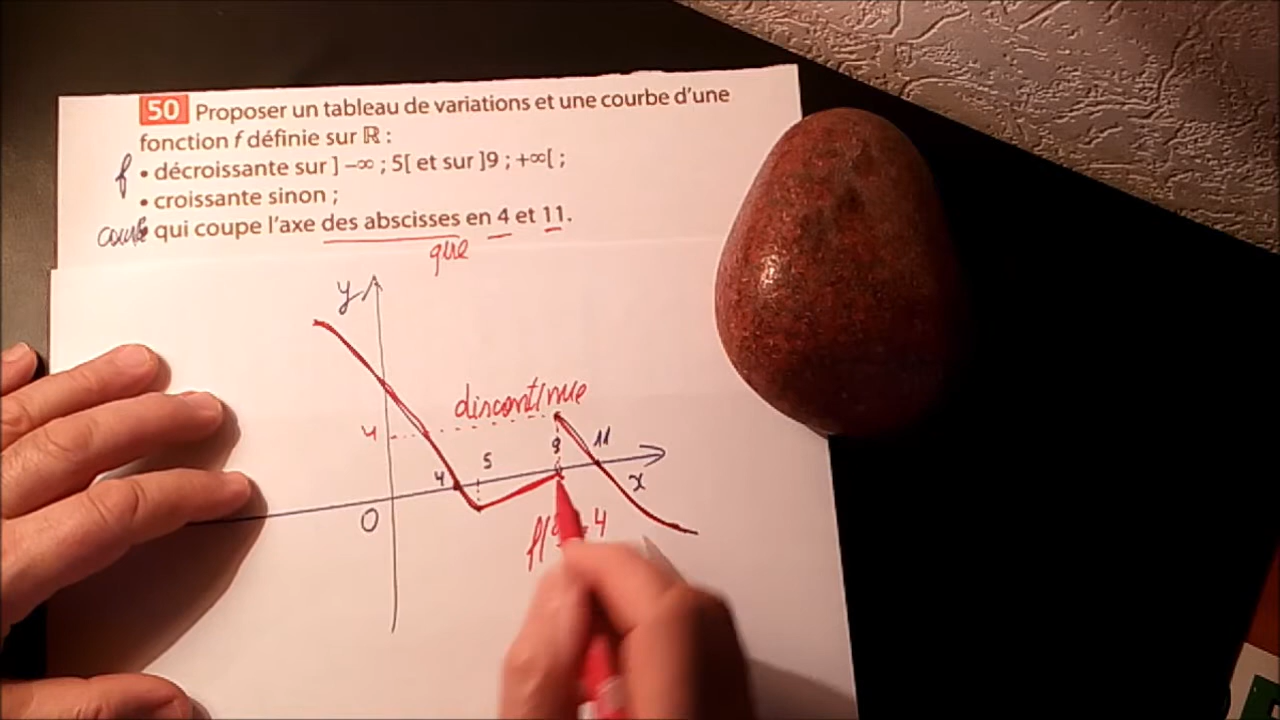 50 Proposer un tableau de variations et une courbe d'une
fonction f définie sur ℝ :
f • décroissante sur ] −∞ ; 5[ et sur ]9 ; +∞[ ;
• croissante sinon ;
courbe qui coupe l'axe des abscisses en 4 et 11.
que
y
discontinue
4
9
11
5
4
x
O
4